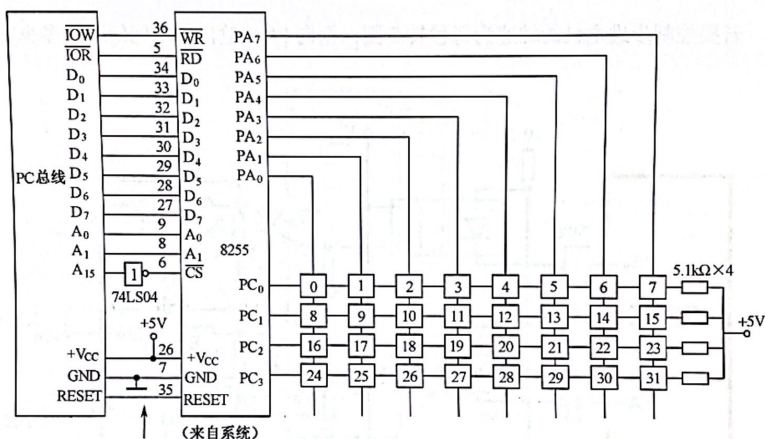 PC总线
IOW
IOR
D0
D1
D2
D3
D4
D5
D6
D7
A0
A1
A15
+VCC
GND
RESET
36
5
34
33
32
31
30
29
28
27
9
8
6
1
74LS04
+5V
26
7
35
WR
RD
D0
D1
D2
D3
D4
D5
D6
D7
A0
A1
CS
+VCC
GND
RESET
8255
PA7
PA6
PA5
PA4
PA3
PA2
PA1
PA0
PC0
PC1
PC2
PC3
0 1 2 3 4 5 6 7
8 9 10 11 12 13 14 15
16 17 18 19 20 21 22 23
24 25 26 27 28 29 30 31
5.1kΩ×4
+5V
(来自系统)